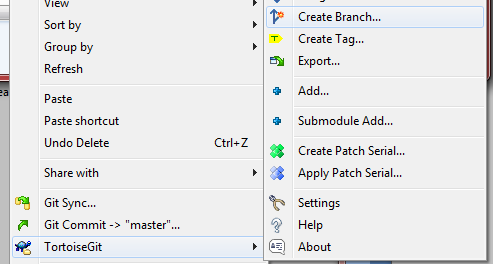 View
Sort by
Group by
Refresh
Paste
Paste shortcut
Undo Delete Ctrl+Z
Share with
Git Sync...
Git Commit -> "master"...
TortoiseGit
Create Branch...
Create Tag...
Export...
Add...
Submodule Add...
Create Patch Serial...
Apply Patch Serial...
Settings
Help
About